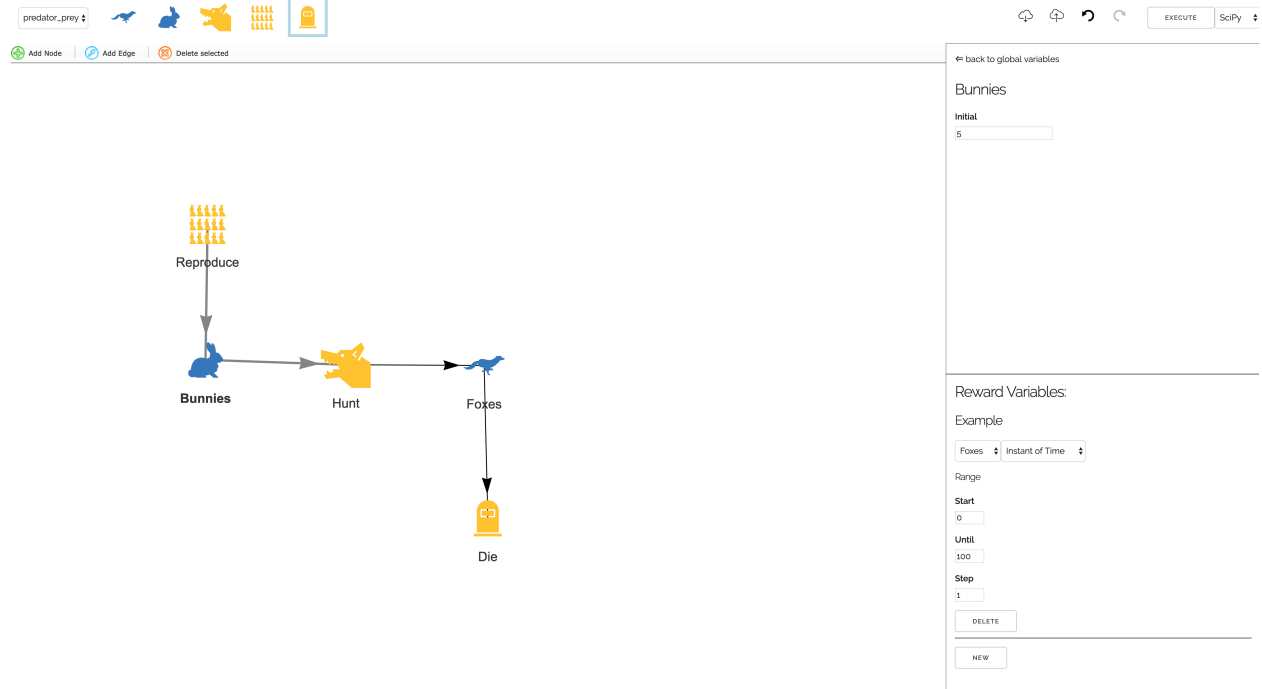 predator_prey
EXECUTE
SciPy
Add Node
Add Edge
Delete selected
⇐ back to global variables
Bunnies
Initial
5
Reproduce
Bunnies
Hunt
Foxes
Die
Reward Variables:
Example
Foxes
Instant of Time
Range
Start
0
Until
100
Step
1
DELETE
NEW